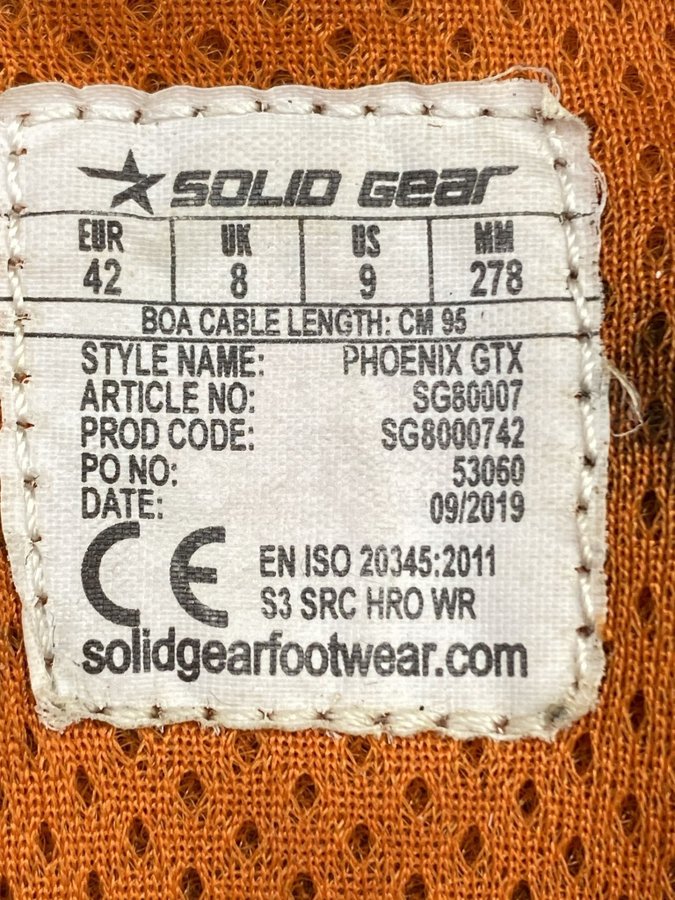 SOLID GEAR
EUR UK US MM
42 8 9 278
BOA CABLE LENGTH: CM 95
STYLE NAME: PHOENIX GTX
ARTICLE NO: SG80007
PROD CODE: SG8000742
PO NO: 53060
DATE: 09/2019
CE EN ISO 20345:2011
S3 SRC HRO WR
solidgearfootwear.com